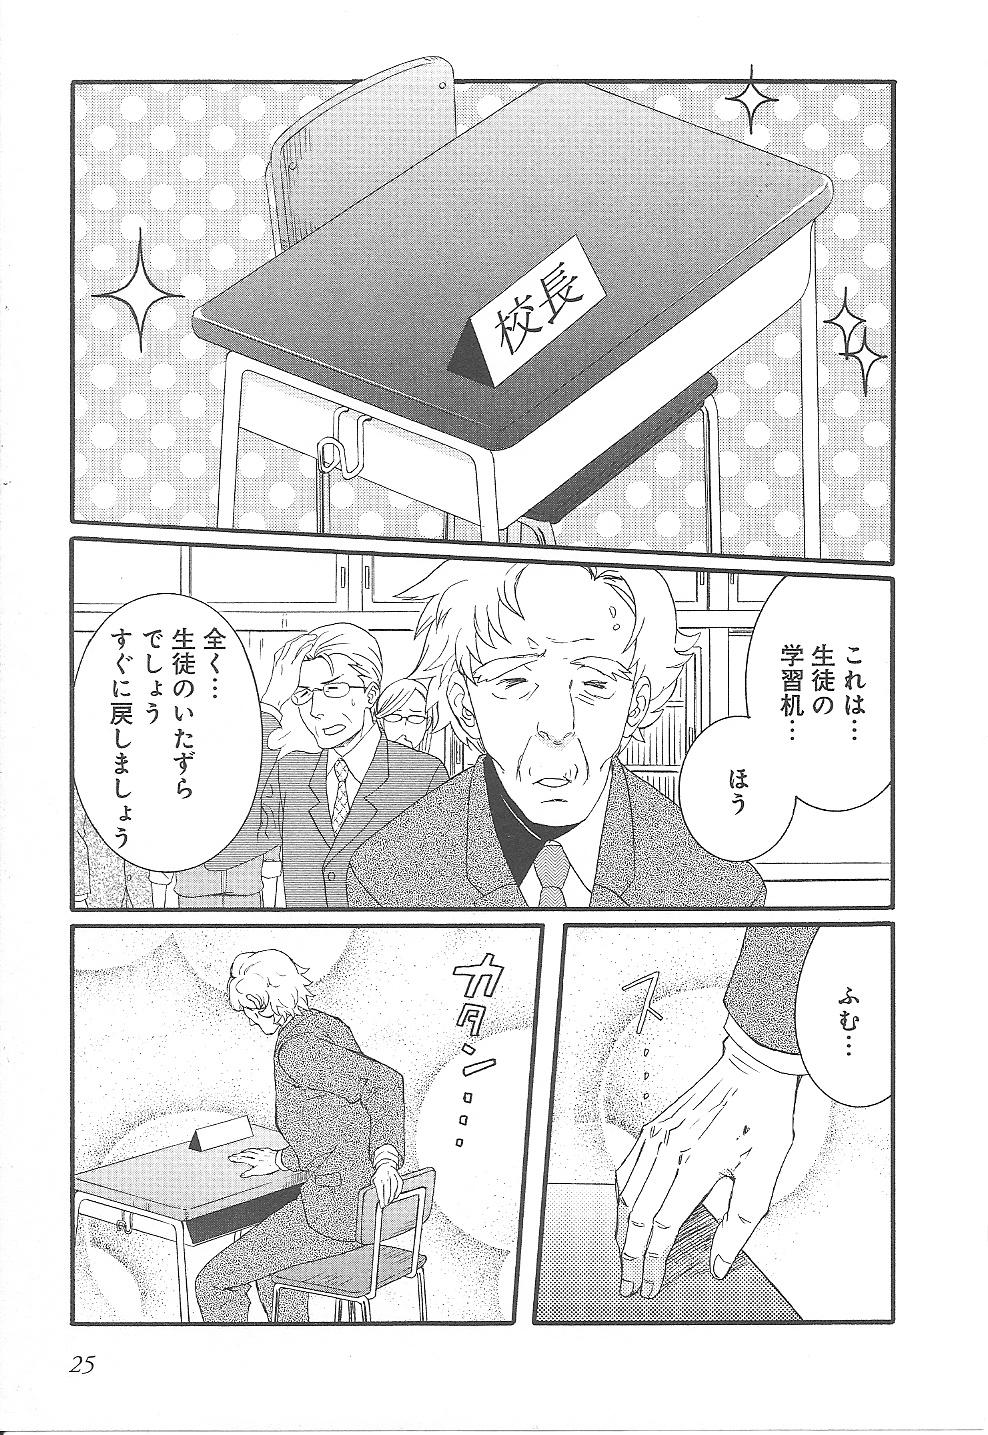 校長
これは…
生徒の
学習机…
ほう
全く…
生徒のいたずら
でしょう
すぐに戻しましょう
ふむ…
ス…
カタン…
25